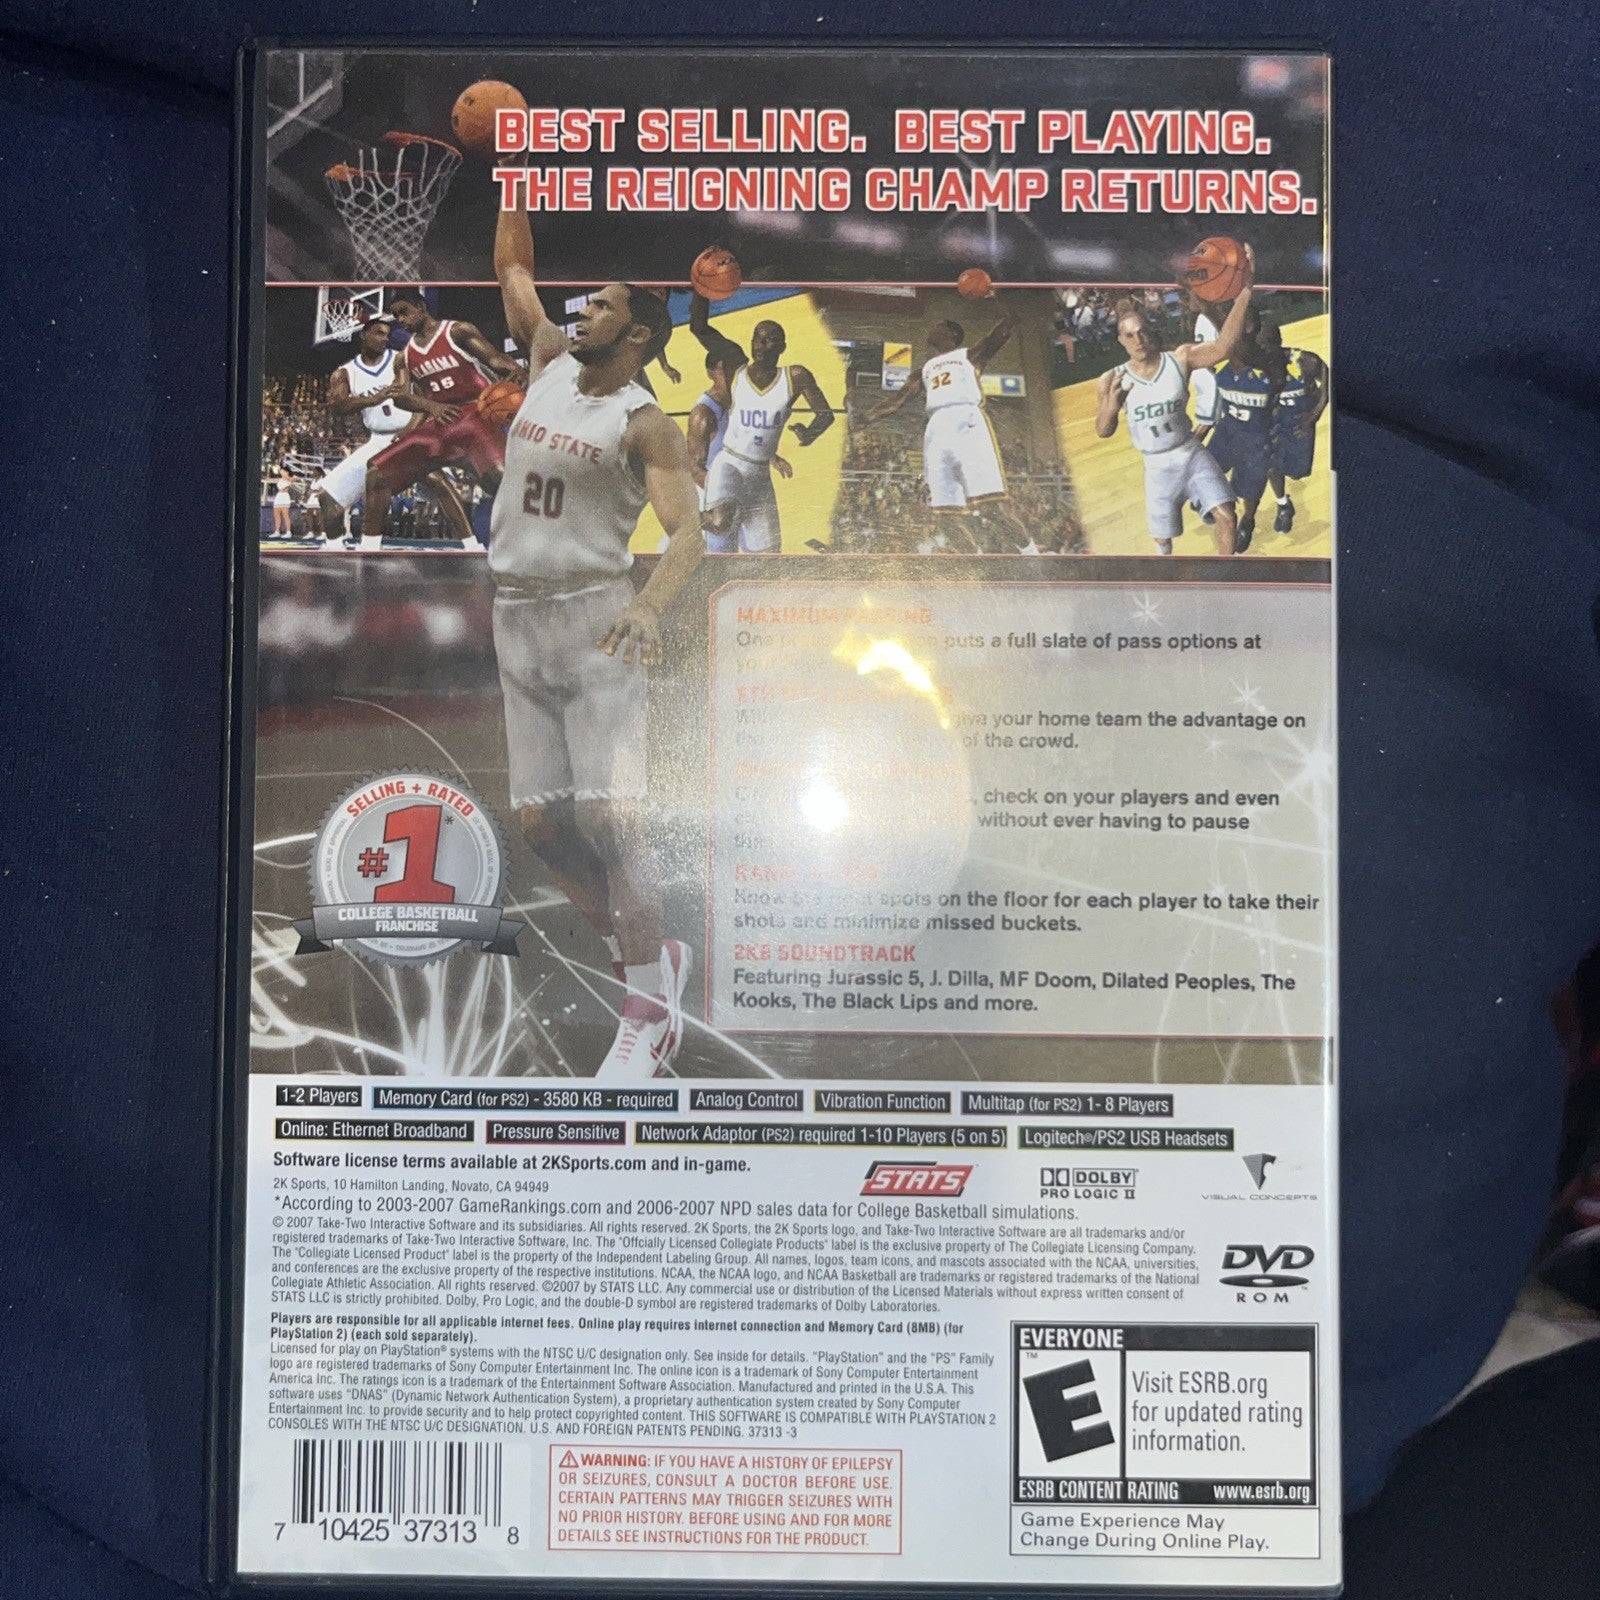 BEST SELLING. BEST PLAYING.
THE REIGNING CHAMP RETURNS.
ALABAMA
35
OHIO STATE
20
UCLA
2
32
State
11
23
MAXIMUM PASSING
One puts a full slate of pass options at
give your home team the advantage on
of the crowd.
, check on your players and even
without ever having to pause
Know spots on the floor for each player to take their
shots and minimize missed buckets.
2K8 SOUNDTRACK
Featuring Jurassic 5, J. Dilla, MF Doom, Dilated Peoples, The
Kooks, The Black Lips and more.
SELLING + RATED
#1*
COLLEGE BASKETBALL
FRANCHISE
1-2 Players Memory Card (for PS2) - 3580 KB - required Analog Control Vibration Function Multitap (for PS2) 1- 8 Players
Online: Ethernet Broadband Pressure Sensitive Network Adaptor (PS2) required 1-10 Players (5 on 5) Logitech®/PS2 USB Headsets
Software license terms available at 2KSports.com and in-game.
2K Sports, 10 Hamilton Landing, Novato, CA 94949
STATS
DOLBY
PRO LOGIC II
VISUAL CONCEPTS
*According to 2003-2007 GameRankings.com and 2006-2007 NPD sales data for College Basketball simulations.
© 2007 Take-Two Interactive Software and its subsidiaries. All rights reserved. 2K Sports, the 2K Sports logo, and Take-Two Interactive Software are all trademarks and/or
registered trademarks of Take-Two Interactive Software, Inc. The "Offcially Licensed Collegiate Products" label is the exclusive property of The Collegiate Licensing Company.
The "Collegiate Licensed Product" label is the property of the Independent Labeling Group. All names, logos, team icons, and mascots associated with the NCAA, universities,
and conferences are the exclusive property of the respective institutions. NCAA, the NCAA logo, and NCAA Basketball are trademarks or registered trademarks of the National
Collegiate Athletic Association. All rights reserved. ©2007 by STATS LLC. Any commercial use or distribution of the Licensed Materials without express written consent of
STATS LLC is strictly prohibited. Dolby, Pro Logic, and the double-D symbol are registered trademarks of Dolby Laboratories.
DVD
ROM
Players are responsible for all applicable internet fees. Online play requires internet connection and Memory Card (8MB) (for
PlayStation 2) (each sold separately).
Licensed for play on PlayStation® systems with the NTSC U/C designation only. See inside for details. "PlayStation" and the "PS" Family
logo are registered trademarks of Sony Computer Entertainment Inc. The online icon is a trademark of Sony Computer Entertainment
America Inc. The ratings icon is a trademark of the Entertainment Software Association. Manufactured and printed in the U.S.A. This
software uses "DNAS" (Dynamic Network Authentication System), a proprietary authentication system created by Sony Computer
Entertainment Inc. to provide security and to help protect copyrighted content. THIS SOFTWARE IS COMPATIBLE WITH PLAYSTATION 2
CONSOLES WITH THE NTSC U/C DESIGNATION. U.S. AND FOREIGN PATENTS PENDING. 37313 -3
7 10425 37313 8
WARNING: IF YOU HAVE A HISTORY OF EPILEPSY
OR SEIZURES, CONSULT A DOCTOR BEFORE USE.
CERTAIN PATTERNS MAY TRIGGER SEIZURES WITH
NO PRIOR HISTORY. BEFORE USING AND FOR MORE
DETAILS SEE INSTRUCTIONS FOR THE PRODUCT.
EVERYONE
E™
Visit ESRB.org
for updated rating
information.
ESRB CONTENT RATING www.esrb.org
Game Experience May
Change During Online Play.